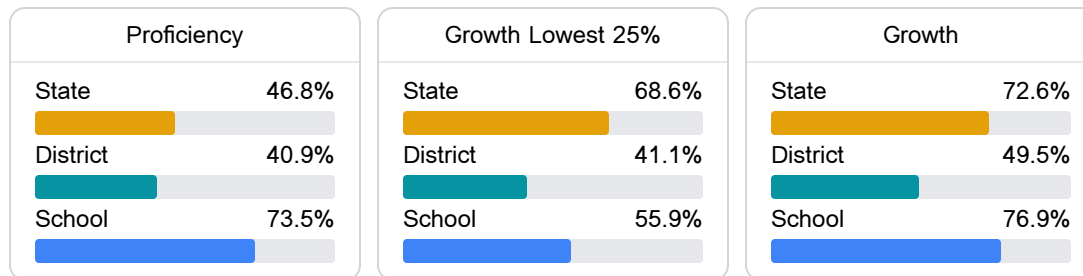 Proficiency
State 46.8%
District 40.9%
School 73.5%
Growth Lowest 25%
State 68.6%
District 41.1%
School 55.9%
Growth
State 72.6%
District 49.5%
School 76.9%